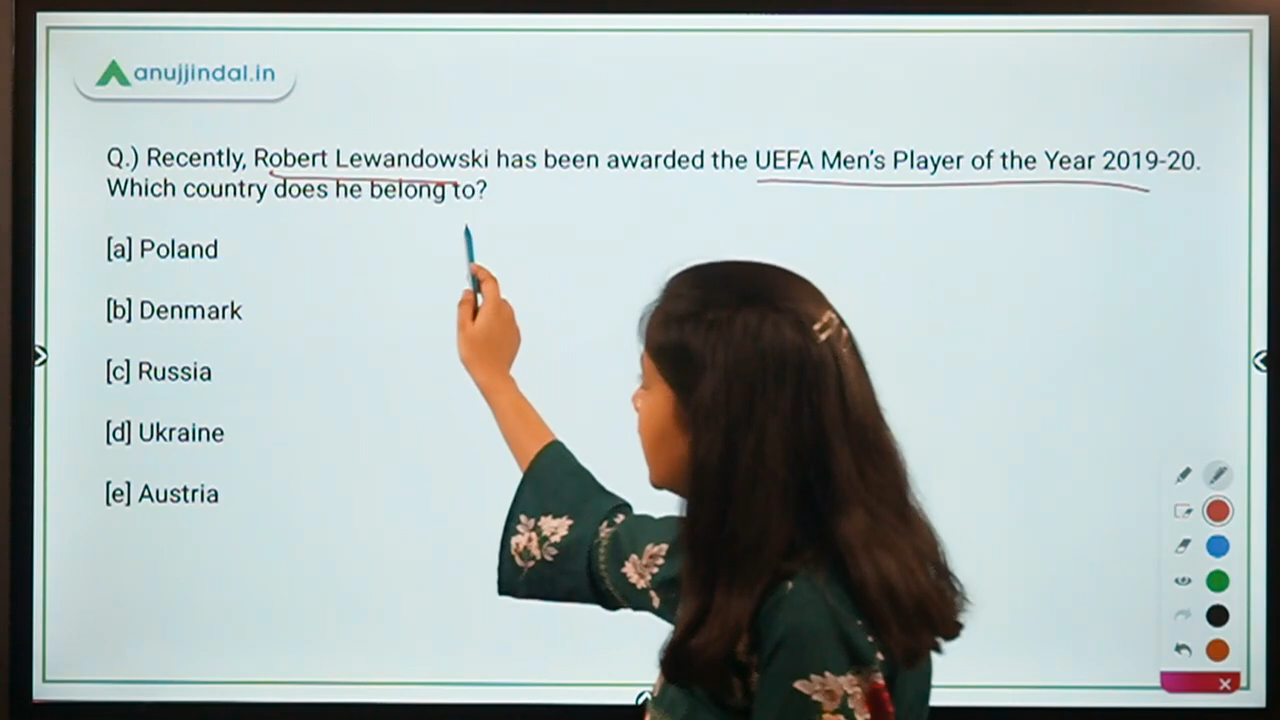 anujjindal.in
Q.) Recently, Robert Lewandowski has been awarded the UEFA Men's Player of the Year 2019-20.
Which country does he belong to?
[a] Poland
[b] Denmark
[c] Russia
[d] Ukraine
[e] Austria